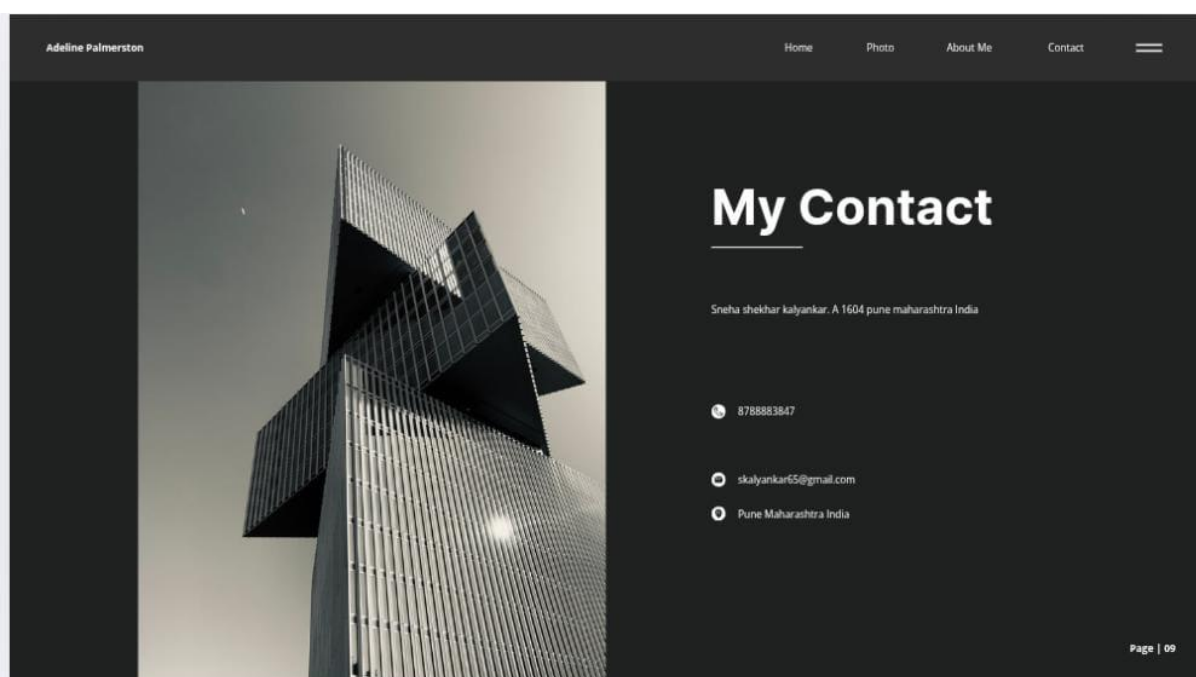 Adeline Palmerston
Home Photo About Me Contact
My Contact
Sneha shekhar kalyankar. A 1604 pune maharashtra India
8788883847
skalyankar65@gmail.com
Pune Maharashtra India
Page | 09